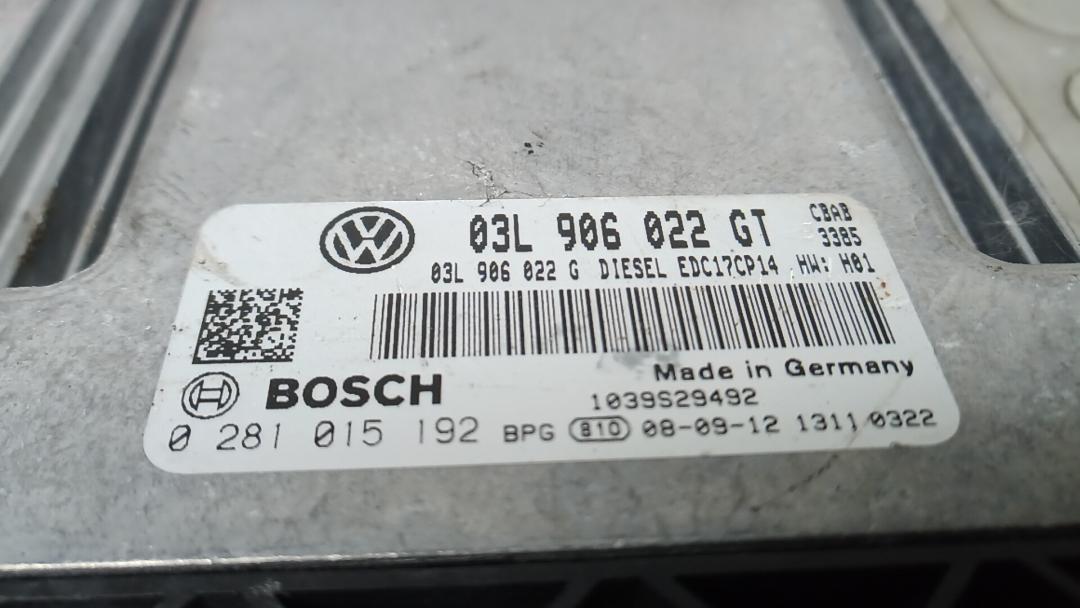 03L 906 022 GT CBAB 3385
03L 906 022 G DIESEL EDC17CP14 HW: H01
Made in Germany
BOSCH 1039S29492
0 281 015 192 BPG 810 08-09-12 1311 0322